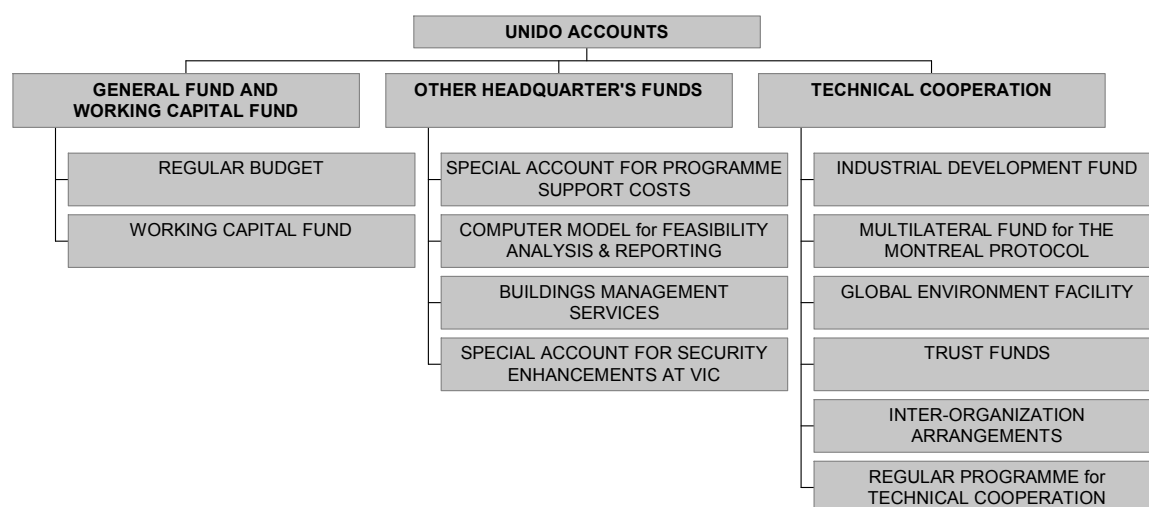 UNIDO ACCOUNTS
GENERAL FUND AND
WORKING CAPITAL FUND
REGULAR BUDGET
WORKING CAPITAL FUND
OTHER HEADQUARTER'S FUNDS
SPECIAL ACCOUNT FOR PROGRAMME
SUPPORT COSTS
COMPUTER MODEL for FEASIBILITY
ANALYSIS & REPORTING
BUILDINGS MANAGEMENT
SERVICES
SPECIAL ACCOUNT FOR SECURITY
ENHANCEMENTS AT VIC
TECHNICAL COOPERATION
INDUSTRIAL DEVELOPMENT FUND
MULTILATERAL FUND for THE
MONTREAL PROTOCOL
GLOBAL ENVIRONMENT FACILITY
TRUST FUNDS
INTER-ORGANIZATION
ARRANGEMENTS
REGULAR PROGRAMME for
TECHNICAL COOPERATION